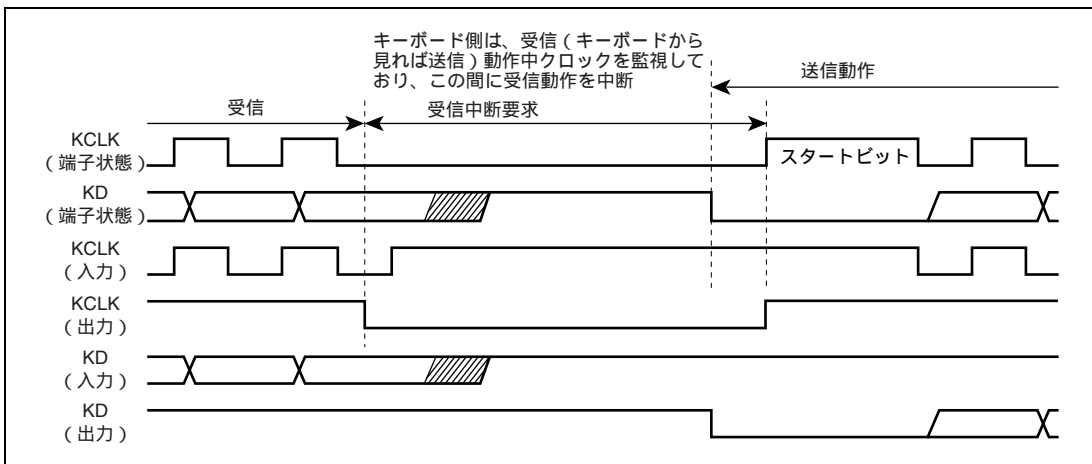 キーボード側は、受信（キーボードから
見れば送信）動作中クロックを監視して
おり、この間に受信動作を中断
送信動作
受信
受信中断要求
KCLK
（端子状態）
スタートビット
KD
（端子状態）
KCLK
（入力）
KCLK
（出力）
KD
（入力）
KD
（出力）